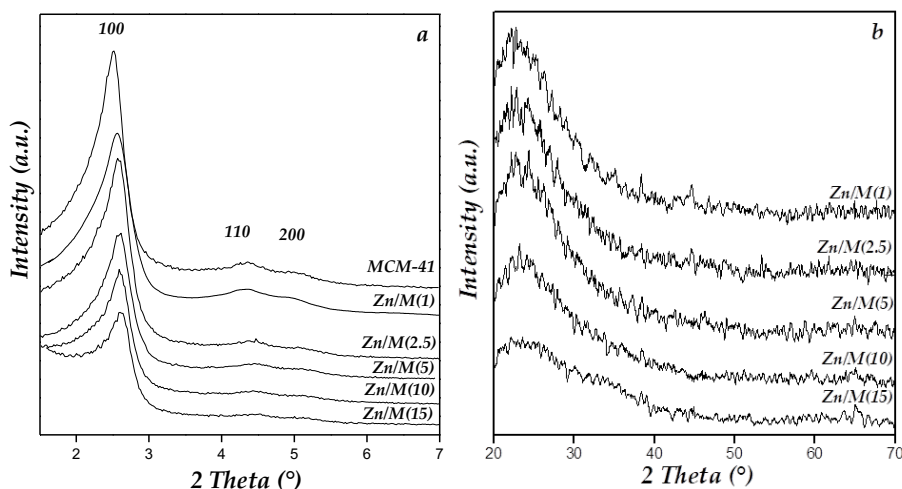 a
100
110
200
MCM-41
Zn/M(1)
Zn/M(2.5)
Zn/M(5)
Zn/M(10)
Zn/M(15)
Intensity (a.u.)
2 3 4 5 6 7
2 Theta (°)
b
Zn/M(1)
Zn/M(2.5)
Zn/M(5)
Zn/M(10)
Zn/M(15)
Intensity (a.u.)
20 30 40 50 60 70
2 Theta (°)